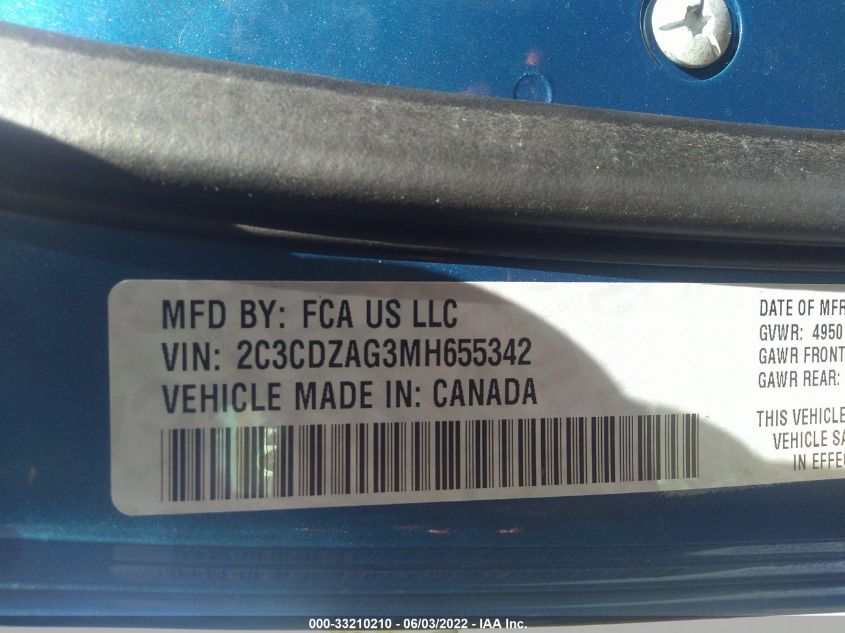 MFD BY: FCA US LLC
VIN: 2C3CDZAG3MH655342
VEHICLE MADE IN: CANADA
DATE OF MFR
GVWR: 4950
GAWR FRONT
GAWR REAR:
THIS VEHICLE
VEHICLE SA
IN EFFE
000-33210210 - 06/03/2022 - IAA Inc.